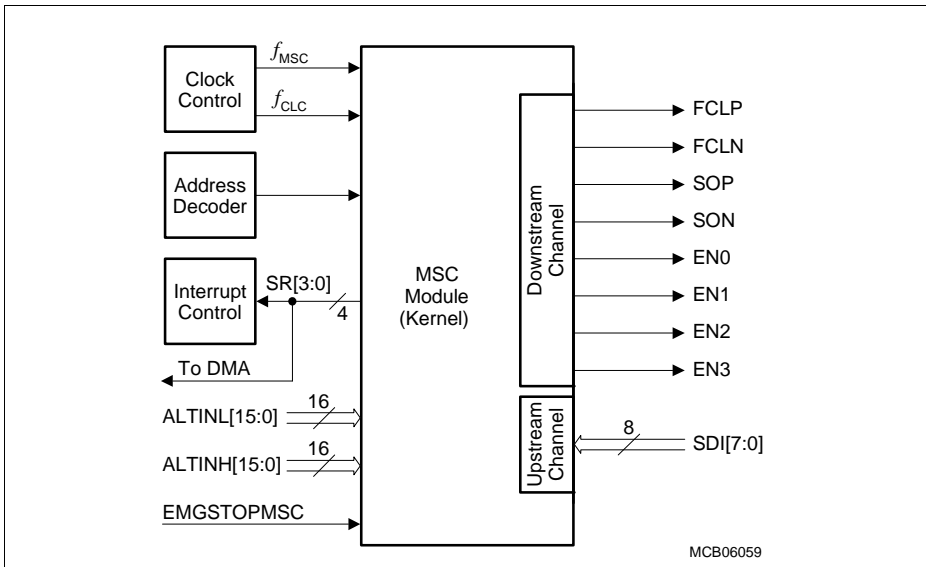 Clock
Control
fMSC
fCLC
Address
Decoder
Interrupt
Control
SR[3:0]
4
To DMA
ALTINL[15:0]
16
ALTINH[15:0]
16
EMGSTOPMSC
MSC
Module
(Kernel)
Downstream
Channel
Upstream
Channel
FCLP
FCLN
SOP
SON
EN0
EN1
EN2
EN3
8
SDI[7:0]
MCB06059